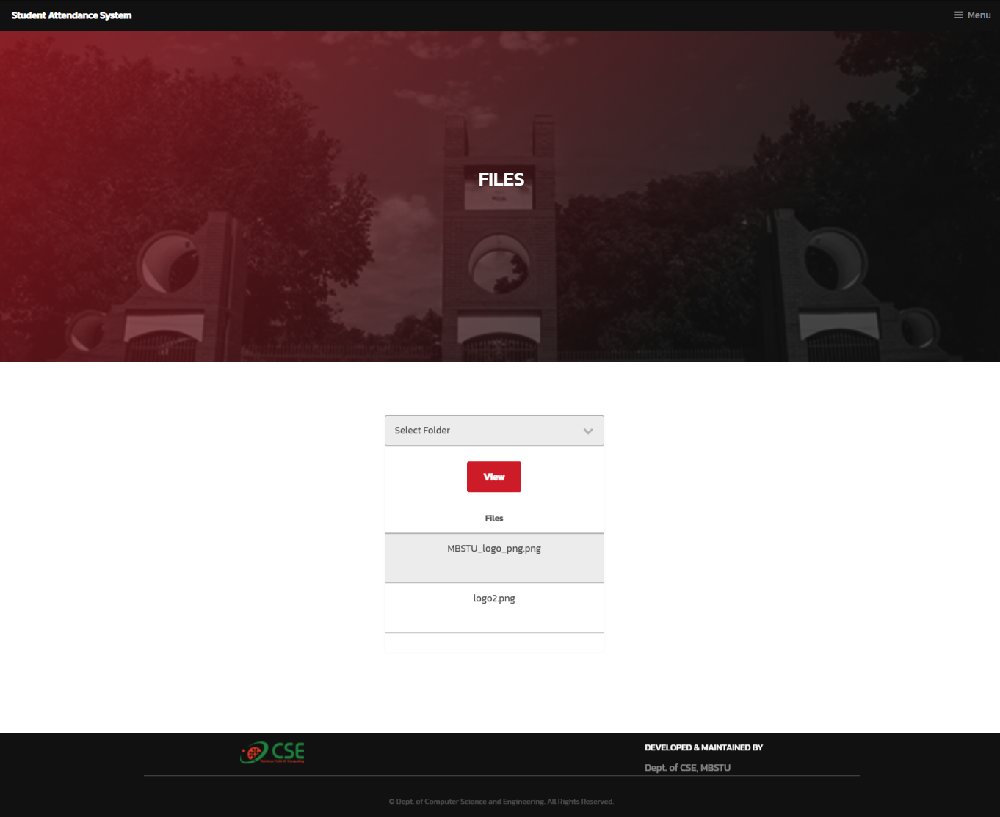 Student Attendance System
Menu
FILES
Select Folder
View
Files
MBSTU_logo_png.png
logo2.png
CSE
DEVELOPED & MAINTAINED BY
Dept. of CSE, MBSTU
© Dept. of Computer Science and Engineering. All Rights Reserved.